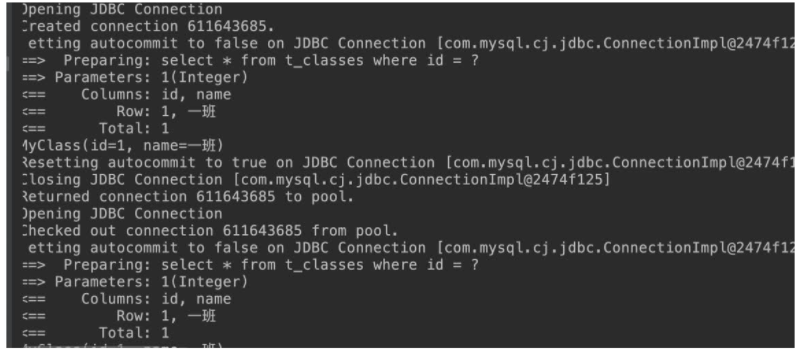 Opening JDBC Connection
Created connection 611643685.
etting autocommit to false on JDBC Connection [com.mysql.cj.jdbc.ConnectionImpl@2474f12
==> Preparing: select * from t_classes where id = ?
==> Parameters: 1(Integer)
<== Columns: id, name
<== Row: 1, 一班
<== Total: 1
MyClass(id=1, name=一班)
Resetting autocommit to true on JDBC Connection [com.mysql.cj.jdbc.ConnectionImpl@2474f1
Closing JDBC Connection [com.mysql.cj.jdbc.ConnectionImpl@2474f125]
Returned connection 611643685 to pool.
Opening JDBC Connection
Checked out connection 611643685 from pool.
etting autocommit to false on JDBC Connection [com.mysql.cj.jdbc.ConnectionImpl@2474f12
==> Preparing: select * from t_classes where id = ?
==> Parameters: 1(Integer)
<== Columns: id, name
<== Row: 1, 一班
<== Total: 1